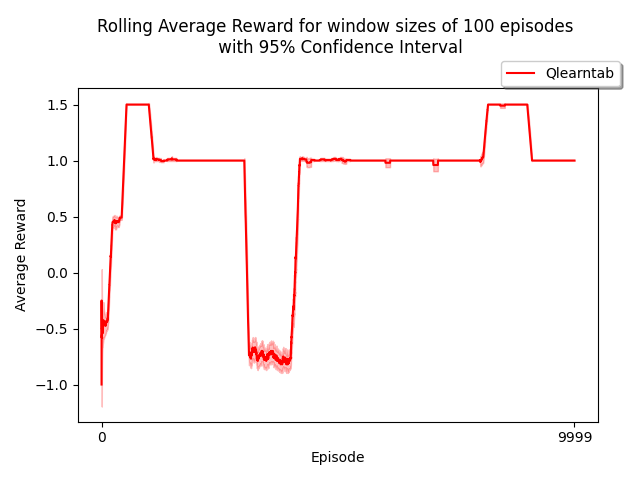 Rolling Average Reward for window sizes of 100 episodes
with 95% Confidence Interval
Qlearntab
1.5
1.0
0.5
0.0
−0.5
−1.0
Average Reward
0
9999
Episode